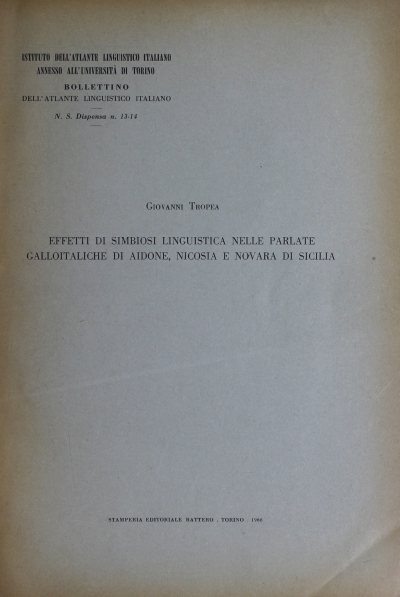 ISTITUTO DELL'ATLANTE LINGUISTICO ITALIANO
ANNESSO ALL'UNIVERSITÀ DI TORINO
BOLLETTINO
DELL'ATLANTE LINGUISTICO ITALIANO
N. S. Dispensa n. 13-14
GIOVANNI TROPEA
EFFETTI DI SIMBIOSI LINGUISTICA NELLE PARLATE
GALLOITALICHE DI AIDONE, NICOSIA E NOVARA DI SICILIA
STAMPERIA EDITORIALE RATTERO - TORINO - 1966